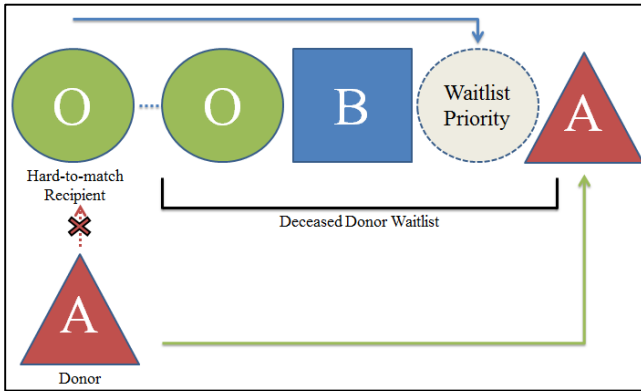 O
O
B
Waitlist
Priority
A
Hard-to-match
Recipient
Deceased Donor Waitlist
A
Donor